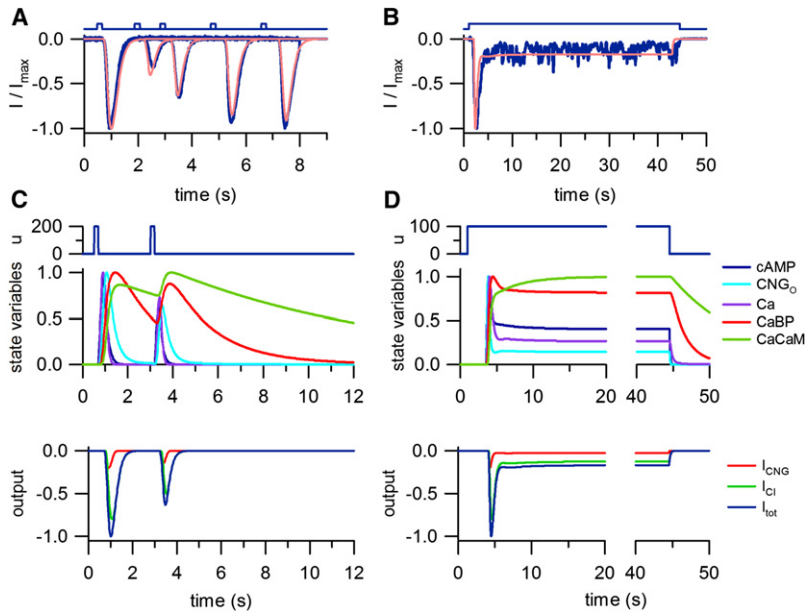 A
I / Imax
0.0
-0.5
-1.0
0 2 4 6 8
time (s)
B
I / Imax
0.0
-0.5
-1.0
0 10 20 30 40 50
time (s)
C
u
200
0
state variables
1.0
0.5
0.0
0 2 4 6 8 10 12
output
0.0
-0.5
-1.0
0 2 4 6 8 10 12
time (s)
D
u
100
50
0
state variables
1.0
0.5
0.0
0 10 20 40 50
cAMP
CNGO
Ca
CaBP
CaCaM
output
0.0
-0.5
-1.0
0 10 20 40 50
time (s)
ICNG
ICl
Itot